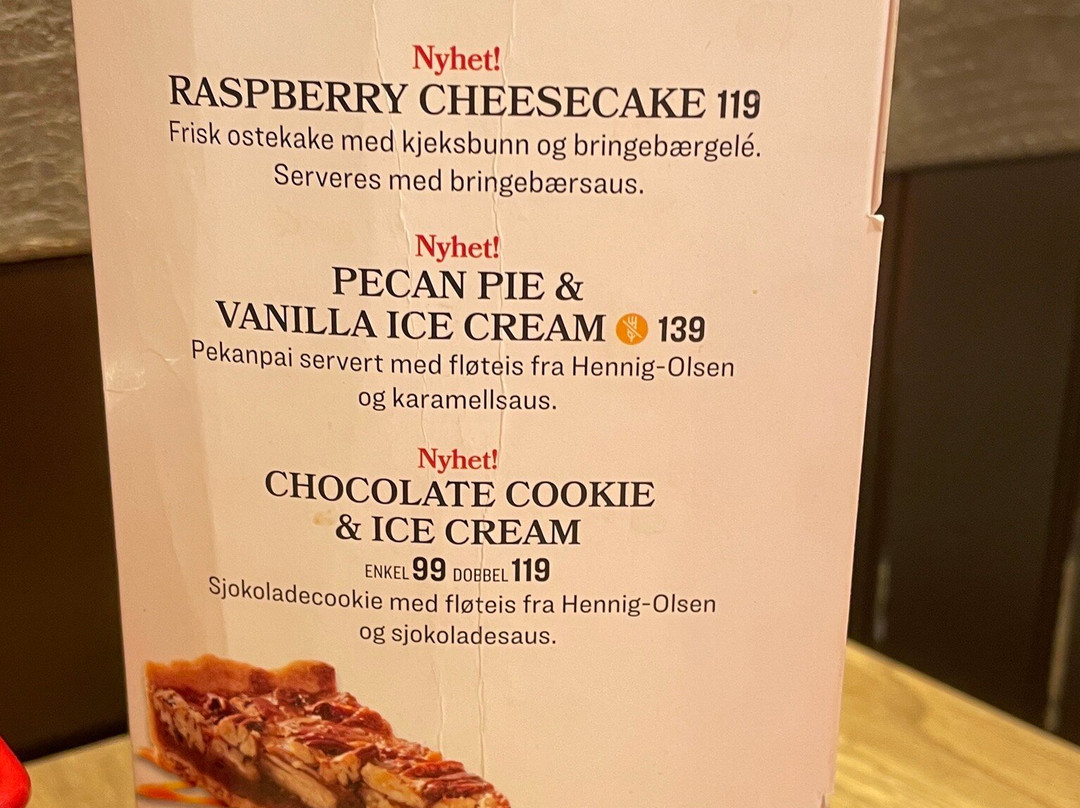 Nyhet!
RASPBERRY CHEESECAKE 119
Frisk ostekake med kjeksbunn og bringebærgelé.
Serveres med bringebærsaus.
Nyhet!
PECAN PIE &
VANILLA ICE CREAM 139
Pekanpai servert med fløteis fra Hennig-Olsen
og karamellsaus.
Nyhet!
CHOCOLATE COOKIE
& ICE CREAM
ENKEL 99 DOBBEL 119
Sjokoladecookie med fløteis fra Hennig-Olsen
og sjokoladesaus.